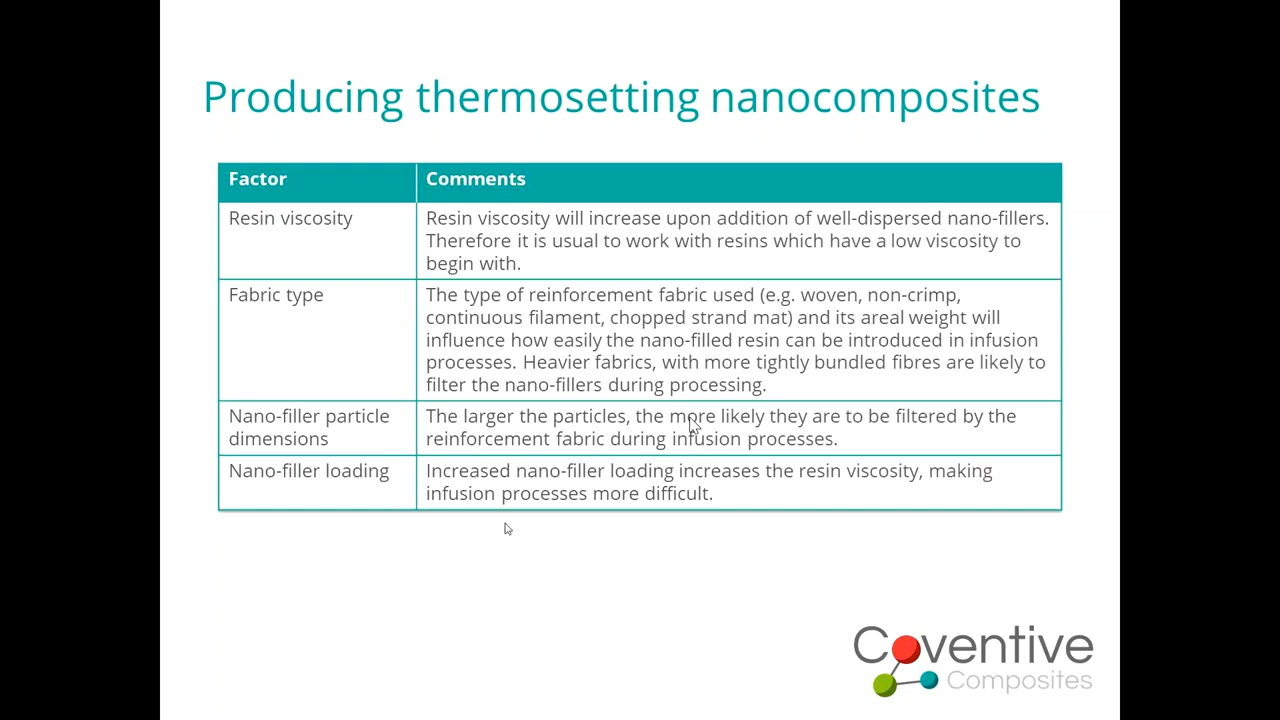 Producing thermosetting nanocomposites
Factor
Comments
Resin viscosity
Resin viscosity will increase upon addition of well-dispersed nano-fillers.
Therefore it is usual to work with resins which have a low viscosity to
begin with.
Fabric type
The type of reinforcement fabric used (e.g. woven, non-crimp,
continuous filament, chopped strand mat) and its areal weight will
influence how easily the nano-filled resin can be introduced in infusion
processes. Heavier fabrics, with more tightly bundled fibres are likely to
filter the nano-fillers during processing.
Nano-filler particle
dimensions
The larger the particles, the more likely they are to be filtered by the
reinforcement fabric during infusion processes.
Nano-filler loading
Increased nano-filler loading increases the resin viscosity, making
infusion processes more difficult.
Coventive
Composites